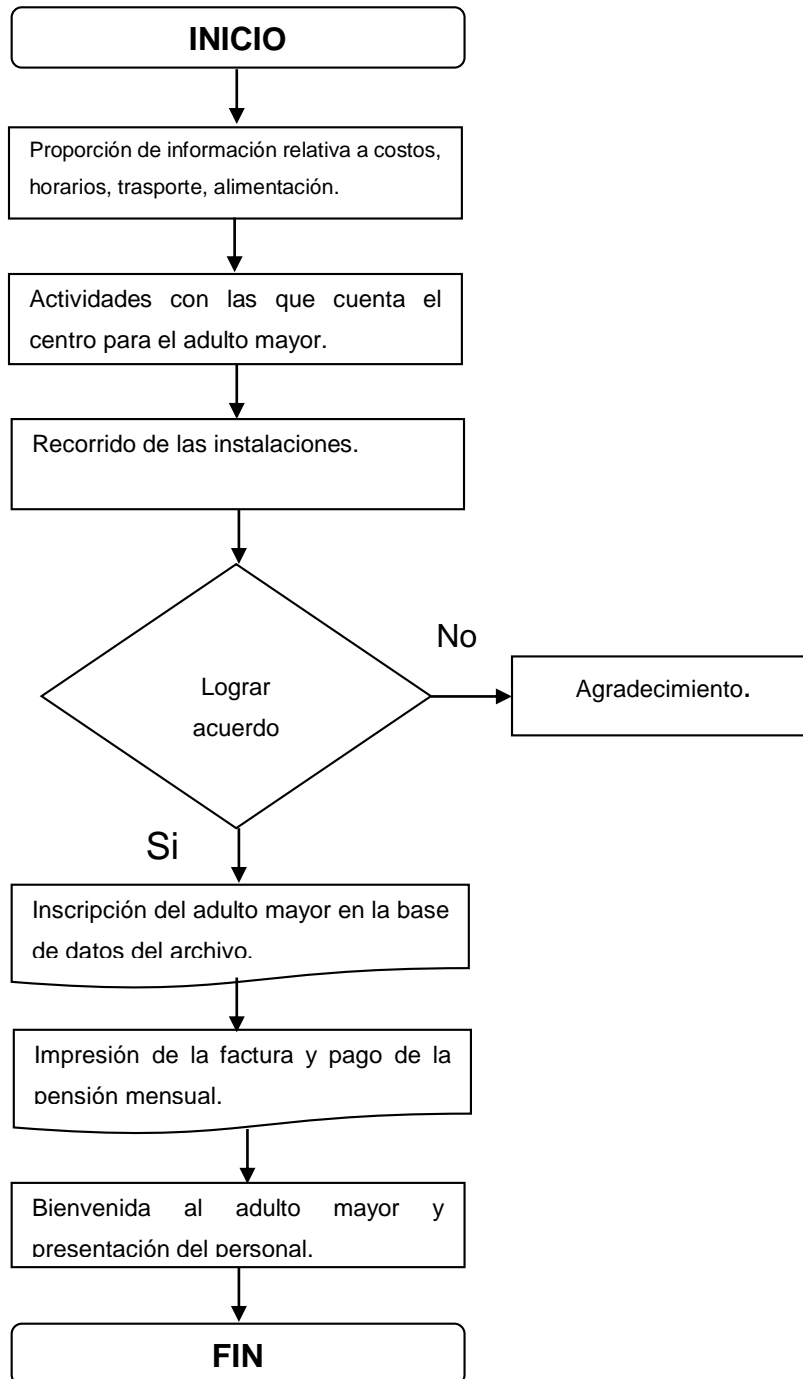 INICIO
Proporción de información relativa a costos,
horarios, trasporte, alimentación.
Actividades con las que cuenta el
centro para el adulto mayor.
Recorrido de las instalaciones.
No
Lograr
acuerdo
Agradecimiento.
Si
Inscripción del adulto mayor en la base
de datos del archivo.
Impresión de la factura y pago de la
pensión mensual.
Bienvenida al adulto mayor y
presentación del personal.
FIN